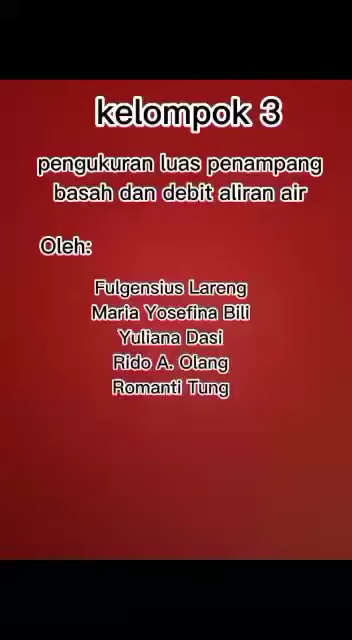 kelompok 3
pengukuran luas penampang
basah dan debit aliran air
Oleh:
Fulgensius Lareng
Maria Yosefina Bili
Yuliana Dasi
Rido A. Olang
Romanti Tung